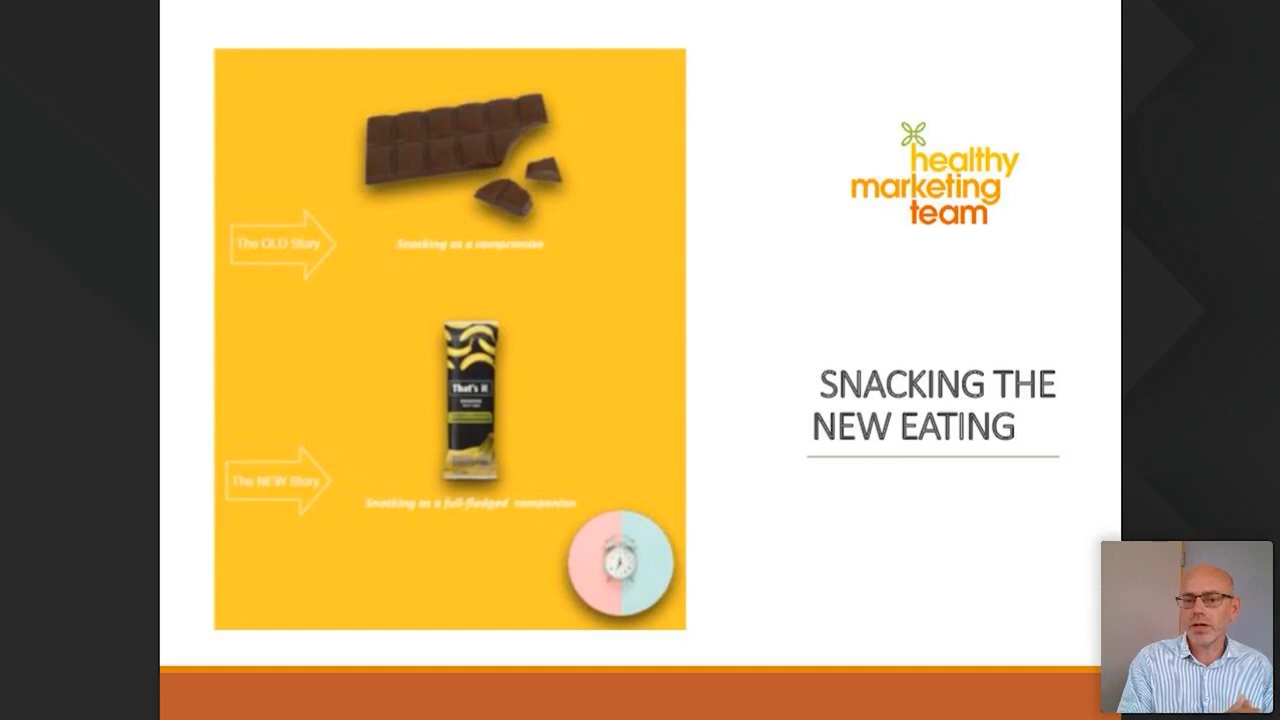 healthy
marketing
team
The OLD Story
Snacking as a compromise
That's it
The NEW Story
Snacking as a full-fledged companion
SNACKING THE
NEW EATING